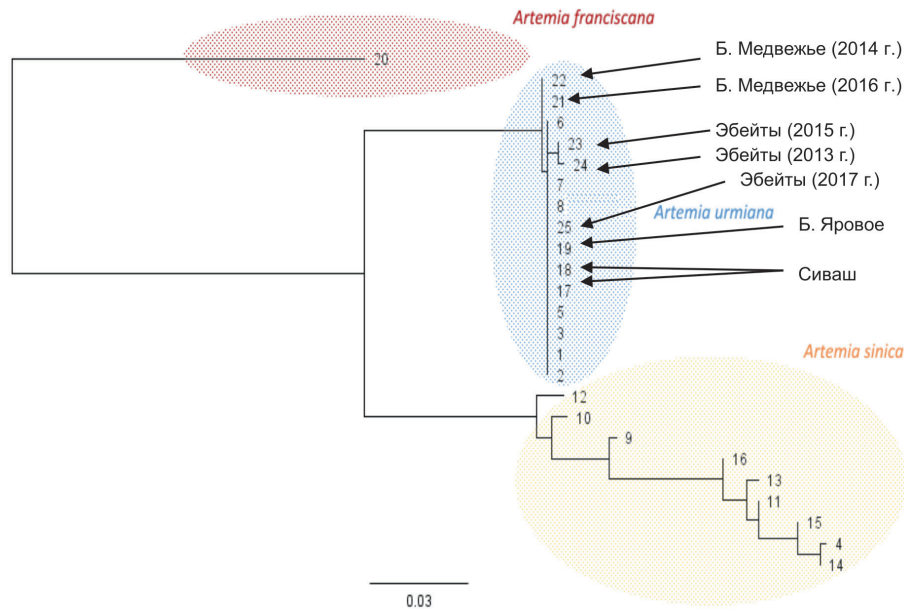 Artemia franciscana
20
Б. Медвежье (2014 г.)
22
Б. Медвежье (2016 г.)
21
6
Эбейты (2015 г.)
23
Эбейты (2013 г.)
24
Эбейты (2017 г.)
7
8
Artemia urmiana
25
Б. Яровое
19
18
Сиваш
17
5
3
1
Artemia sinica
2
12
10
9
16
13
11
15
4
14
0.03